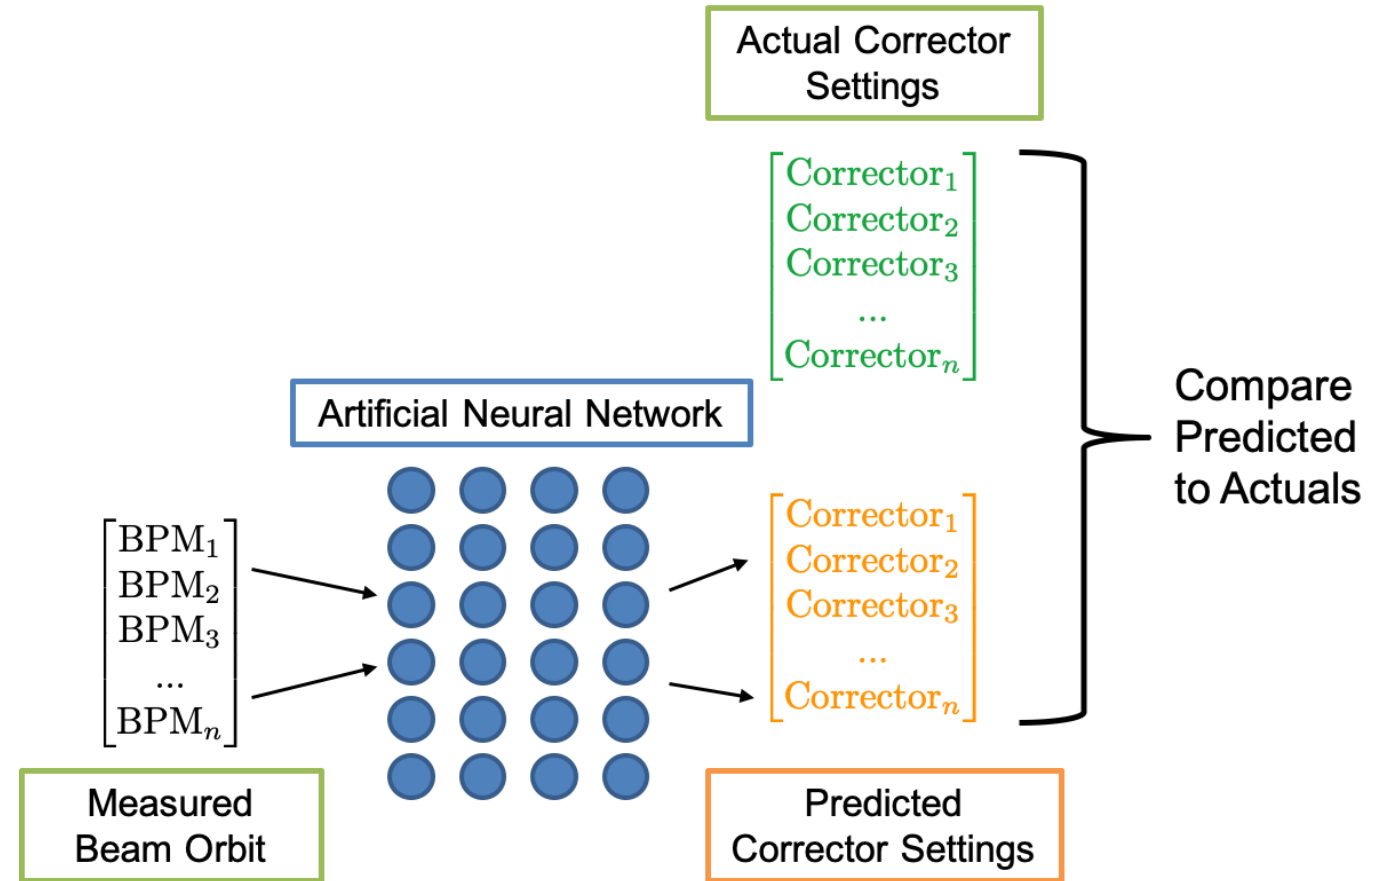 Actual Corrector
Settings
Corrector₁
Corrector₂
Corrector₃
...
Correctorₙ
Compare
Predicted
to Actuals
Artificial Neural Network
BPM₁
BPM₂
BPM₃
...
BPMₙ
Measured
Beam Orbit
Corrector₁
Corrector₂
Corrector₃
...
Correctorₙ
Predicted
Corrector Settings